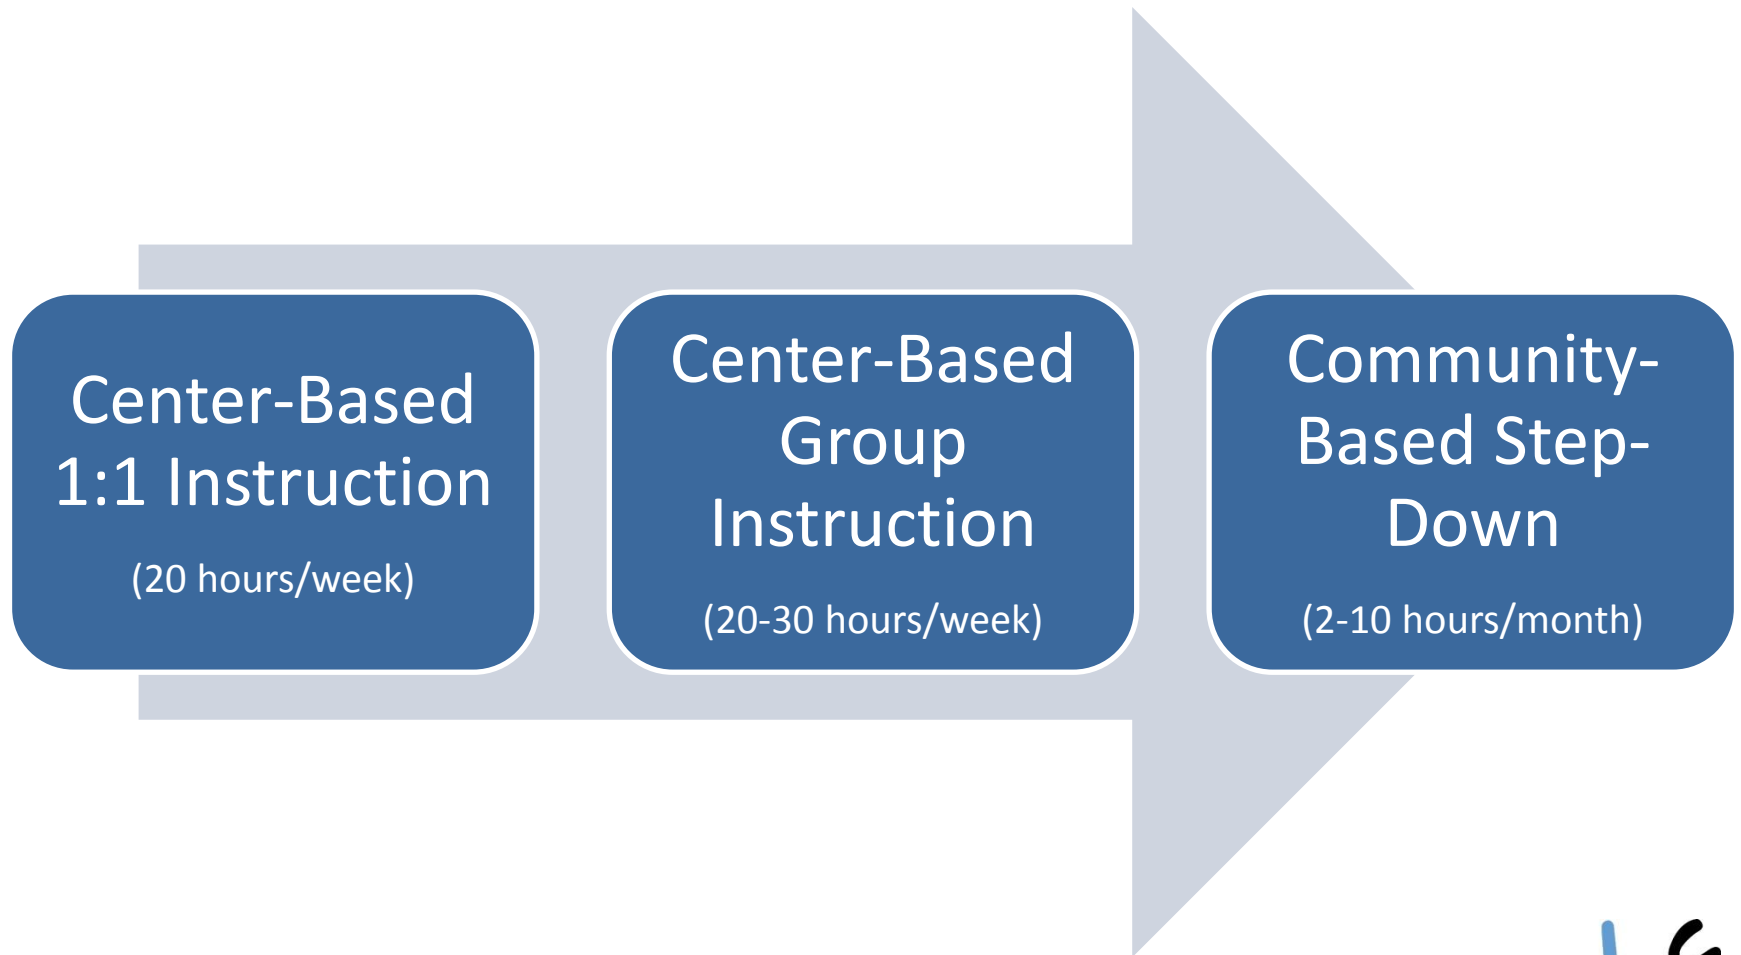 Center-Based
1:1 Instruction
(20 hours/week)
Center-Based
Group
Instruction
(20-30 hours/week)
Community-
Based Step-
Down
(2-10 hours/month)